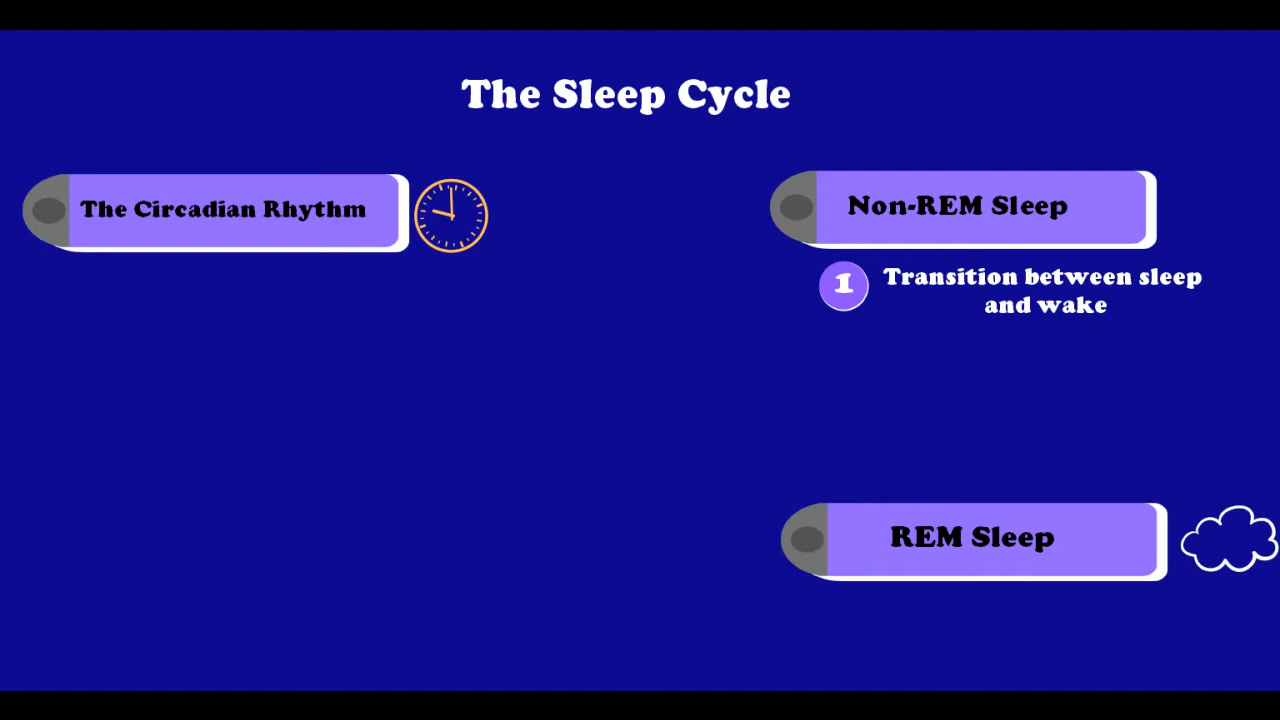 The Sleep Cycle
The Circadian Rhythm
Non-REM Sleep
1
Transition between sleep
and wake
REM Sleep